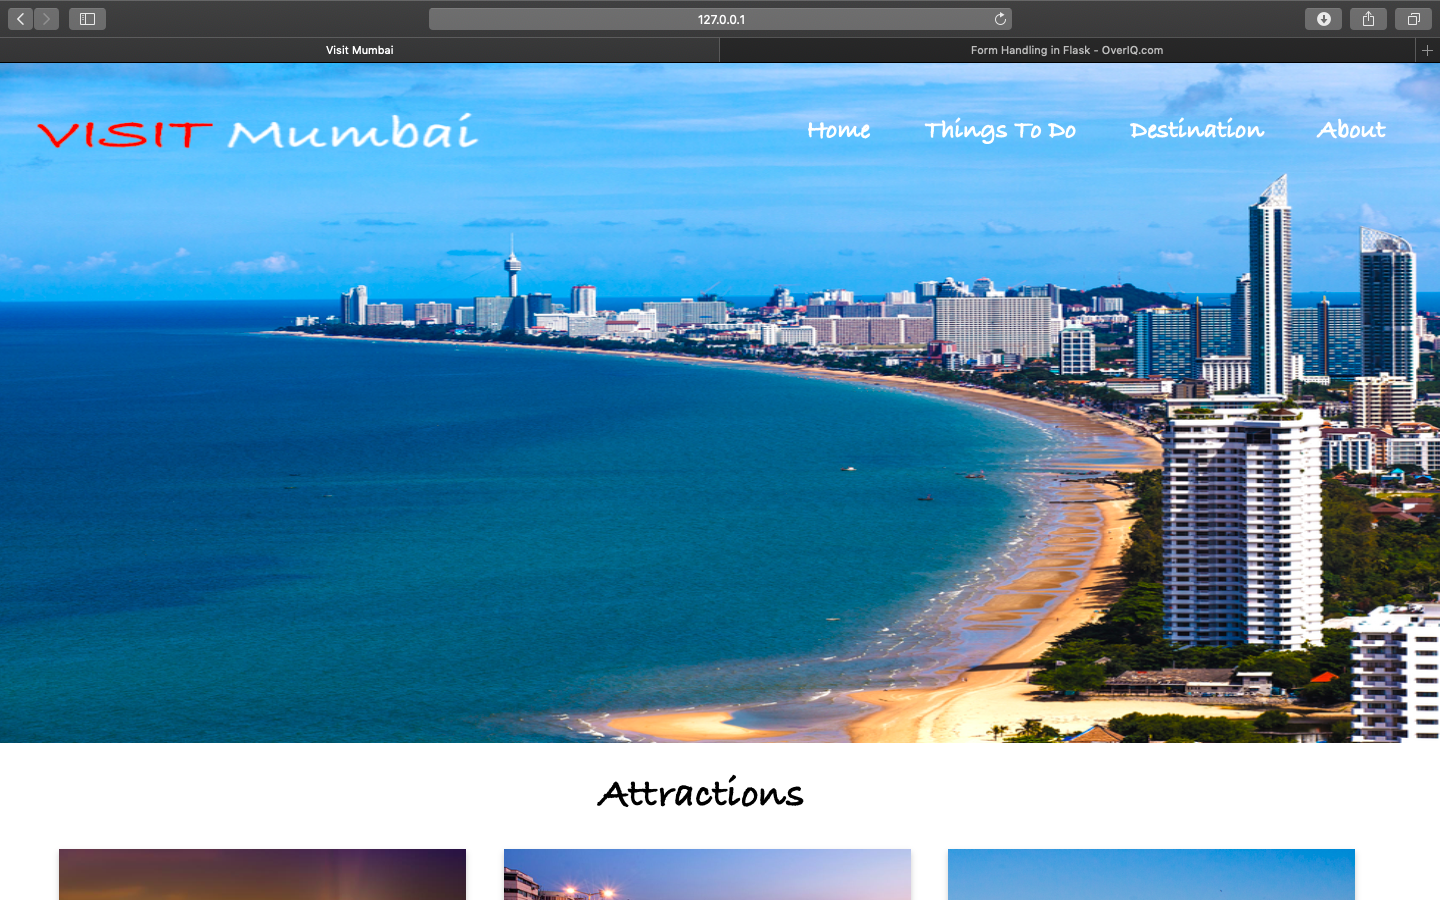 127.0.0.1
Visit Mumbai
Form Handling in Flask - OverIQ.com
VISIT Mumbai
Home
Things To Do
Destination
About
Attractions